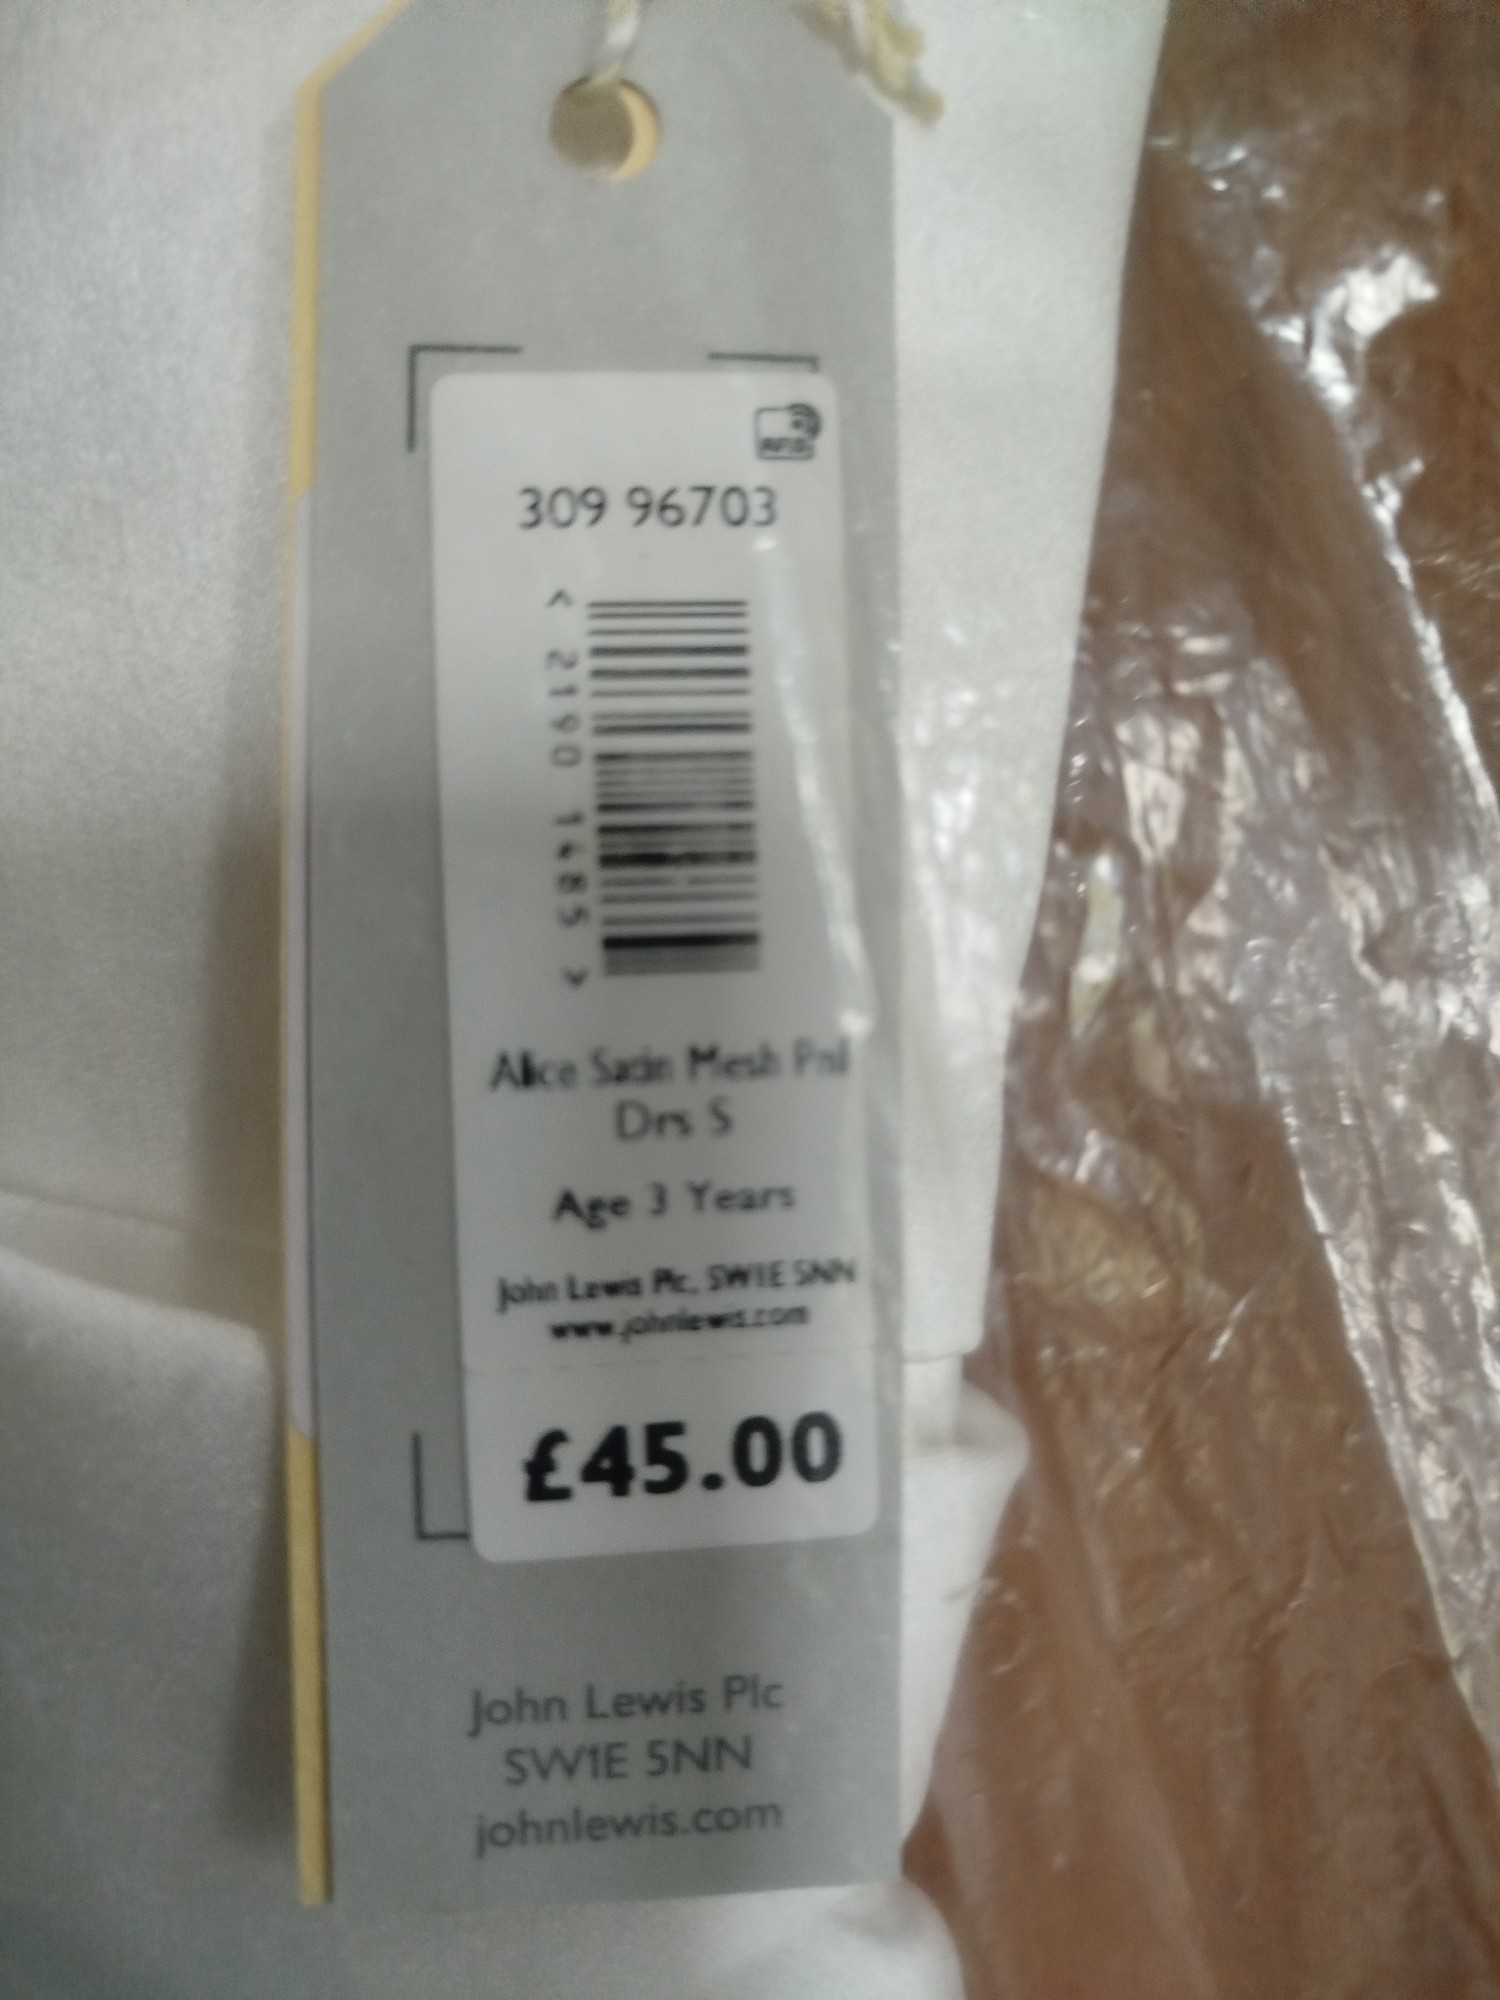 RFID
309 96703
< 2190 1485 >
Alice Satin Mesh Pnl
Drs S
Age 3 Years
John Lewis Plc, SW1E 5NN
www.johnlewis.com
£45.00
John Lewis Plc
SW1E 5NN
johnlewis.com